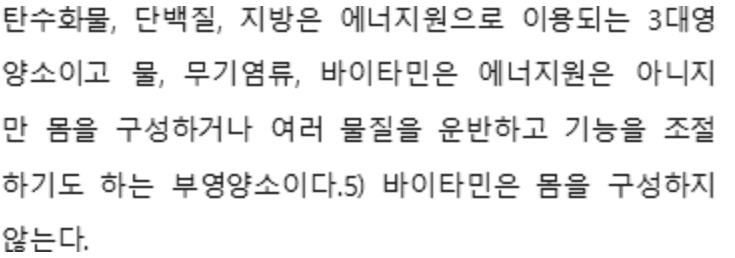 탄수화물, 단백질, 지방은 에너지원으로 이용되는 3대영
양소이고 물, 무기염류, 바이타민은 에너지원은 아니지
만 몸을 구성하거나 여러 물질을 운반하고 기능을 조절
하기도 하는 부영양소이다.5) 바이타민은 몸을 구성하지
않는다.